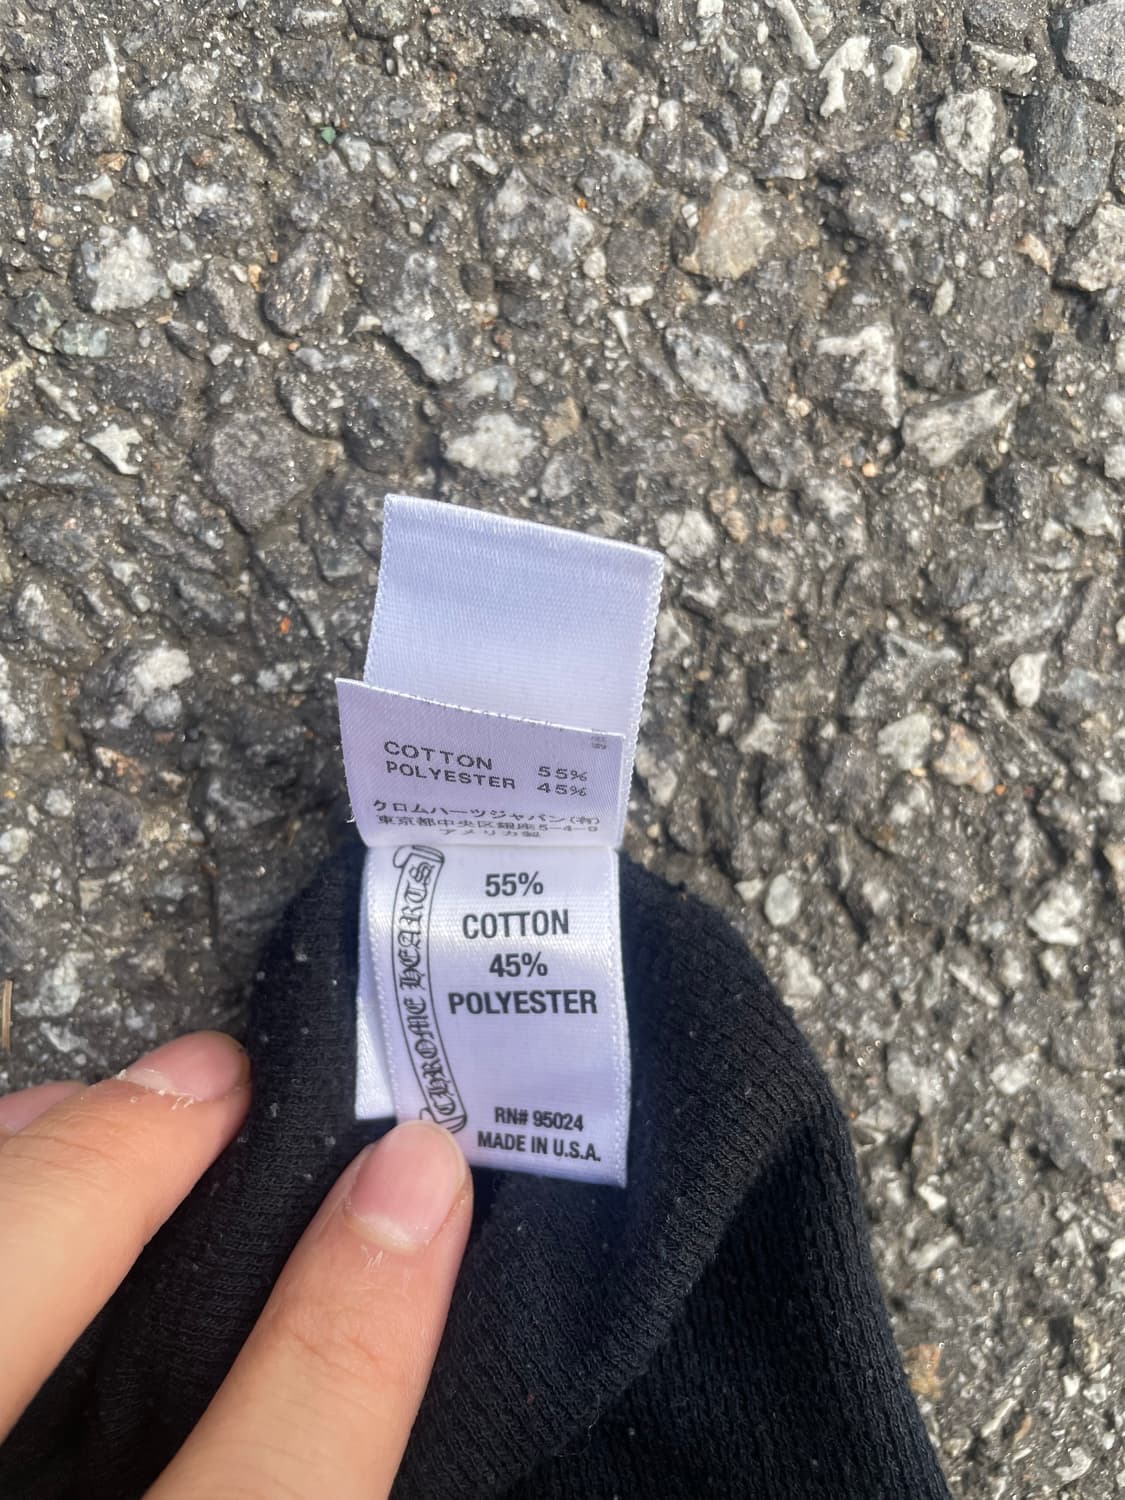 COTTON 55%
POLYESTER 45%
クロムハーツジャパン(有)
東京都中央区銀座5-4-9
アメリカ製
CHROME HEARTS
55%
COTTON
45%
POLYESTER
RN# 95024
MADE IN U.S.A.